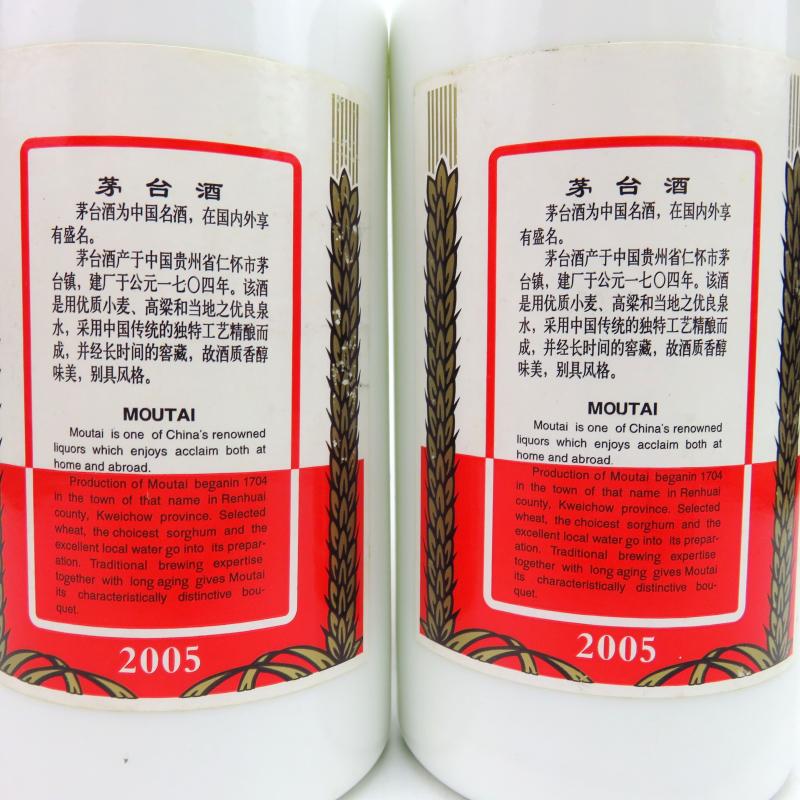 茅台酒
茅台酒为中国名酒，在国内外享
有盛名。
茅台酒产于中国贵州省仁怀市茅
台镇，建厂于公元一七〇四年。该酒
是用优质小麦、高粱和当地之优良泉
水，采用中国传统的独特工艺精酿而
成，并经长时间的窖藏，故酒质香醇
味美，别具风格。
MOUTAI
Moutai is one of China's renowned
liquors which enjoys acclaim both at
home and abroad.
Production of Moutai beganin 1704
in the town of that name in Renhuai
county, Kweichow province. Selected
wheat, the choicest sorghum and the
excellent local water go into its prepar-
ation. Traditional brewing expertise
together with long aging gives Moutai
its characteristically distinctive bou-
quet.
2005
茅台酒
茅台酒为中国名酒，在国内外享
有盛名。
茅台酒产于中国贵州省仁怀市茅
台镇，建厂于公元一七〇四年。该酒
是用优质小麦、高粱和当地之优良泉
水，采用中国传统的独特工艺精酿而
成，并经长时间的窖藏，故酒质香醇
味美，别具风格。
MOUTAI
Moutai is one of China's renowned
liquors which enjoys acclaim both at
home and abroad.
Production of Moutai beganin 1704
in the town of that name in Renhuai
county, Kweichow province. Selected
wheat, the choicest sorghum and the
excellent local water go into its prepar-
ation. Traditional brewing expertise
together with long aging gives Moutai
its characteristically distinctive bou-
quet.
2005